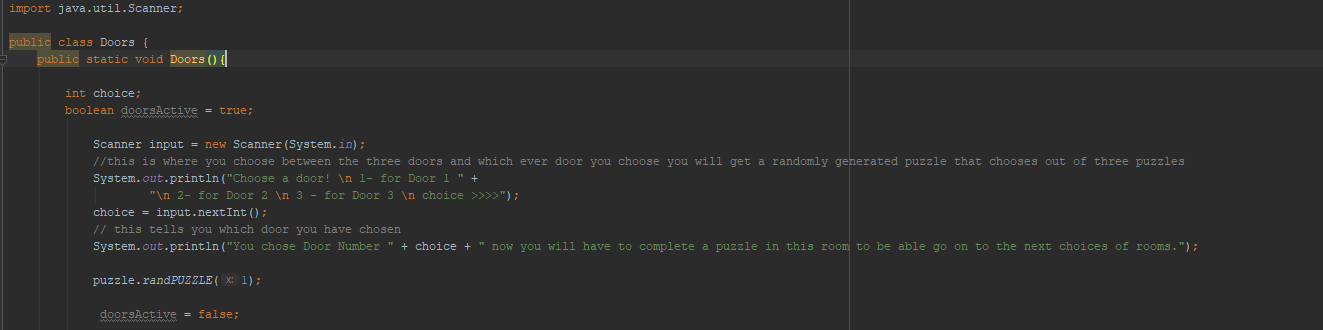 import java.util.Scanner;
public class Doors {
public static void Doors(){
int choice;
boolean doorsActive = true;
Scanner input = new Scanner(System.in);
//this is where you choose between the three doors and which ever door you choose you will get a randomly generated puzzle that chooses out of three puzzles
System.out.println("Choose a door! \n 1- for Door 1 " +
"\n 2- for Door 2 \n 3 - for Door 3 \n choice >>>>");
choice = input.nextInt();
// this tells you which door you have chosen
System.out.println("You chose Door Number " + choice + " now you will have to complete a puzzle in this room to be able go on to the next choices of rooms.");
puzzle.randPUZZLE( x: 1);
doorsActive = false;